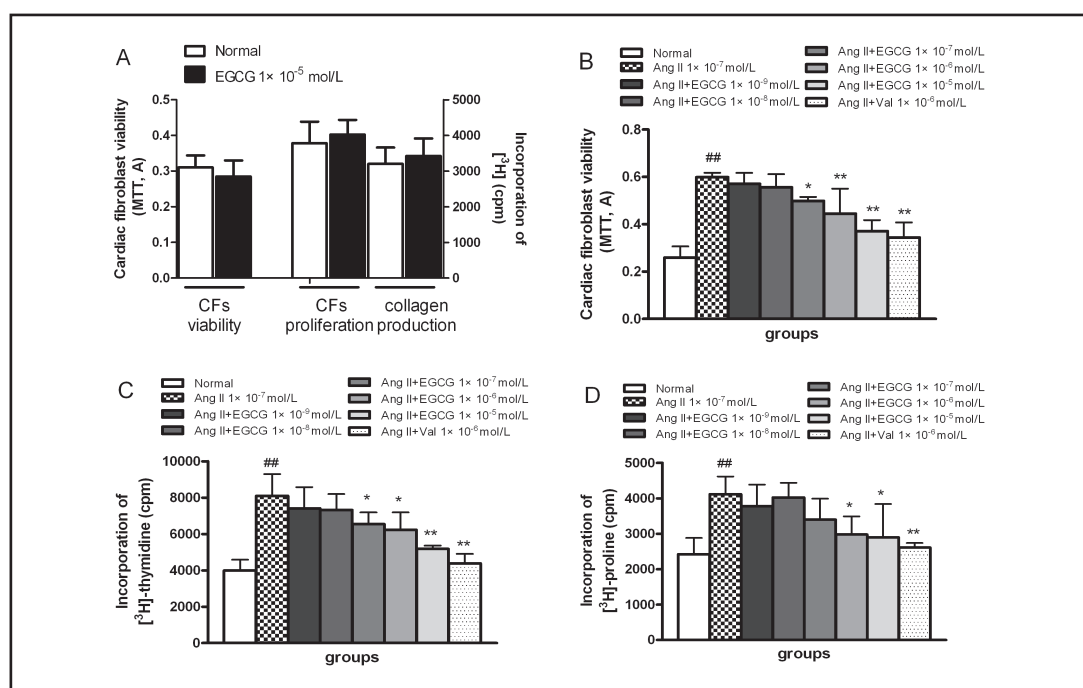 A
Normal
EGCG 1× 10⁻⁵ mol/L
Cardiac fibroblast viability
(MTT, A)
0.5
0.4
0.3
0.2
0.1
0.0
5000
4000
3000
2000
1000
0
Incorporation of
[³H] (cpm)
CFs
viability
CFs
proliferation
collagen
production
B
Normal
Ang II 1× 10⁻⁷ mol/L
Ang II+EGCG 1× 10⁻⁹ mol/L
Ang II+EGCG 1× 10⁻⁸ mol/L
Ang II+EGCG 1× 10⁻⁷ mol/L
Ang II+EGCG 1× 10⁻⁶ mol/L
Ang II+EGCG 1× 10⁻⁵ mol/L
Ang II+Val 1× 10⁻⁶ mol/L
Cardiac fibroblast viability
(MTT, A)
0.8
0.6
0.4
0.2
0.0
##
*
**
**
**
groups
C
Normal
Ang II 1× 10⁻⁷ mol/L
Ang II+EGCG 1× 10⁻⁹ mol/L
Ang II+EGCG 1× 10⁻⁸ mol/L
Ang II+EGCG 1× 10⁻⁷ mol/L
Ang II+EGCG 1× 10⁻⁶ mol/L
Ang II+EGCG 1× 10⁻⁵ mol/L
Ang II+Val 1× 10⁻⁶ mol/L
Incorporation of
[³H]-thymidine (cpm)
10000
8000
6000
4000
2000
0
##
*
*
**
**
groups
D
Normal
Ang II 1× 10⁻⁷ mol/L
Ang II+EGCG 1× 10⁻⁹ mol/L
Ang II+EGCG 1× 10⁻⁸ mol/L
Ang II+EGCG 1× 10⁻⁷ mol/L
Ang II+EGCG 1× 10⁻⁶ mol/L
Ang II+EGCG 1× 10⁻⁵ mol/L
Ang II+Val 1× 10⁻⁶ mol/L
Incorporation of
[³H]-proline (cpm)
5000
4000
3000
2000
1000
0
##
*
*
**
groups